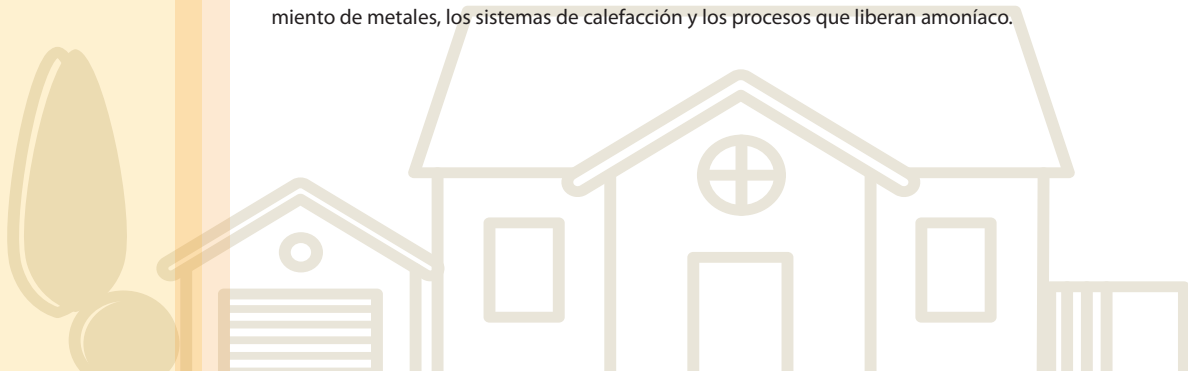 miento de metales, los sistemas de calefacción y los procesos que liberan amoníaco.